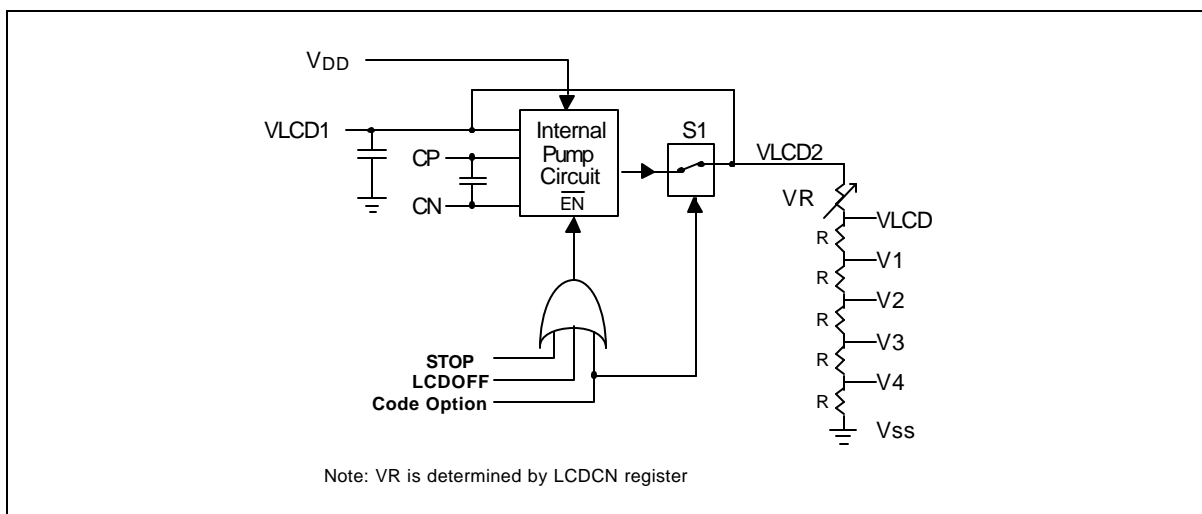 VDD
VLCD1
CP
CN
Internal
Pump
Circuit
EN
S1
VLCD2
VR
VLCD
R
V1
R
V2
R
V3
R
V4
R
Vss
STOP
LCDOFF
Code Option
Note: VR is determined by LCDCN register